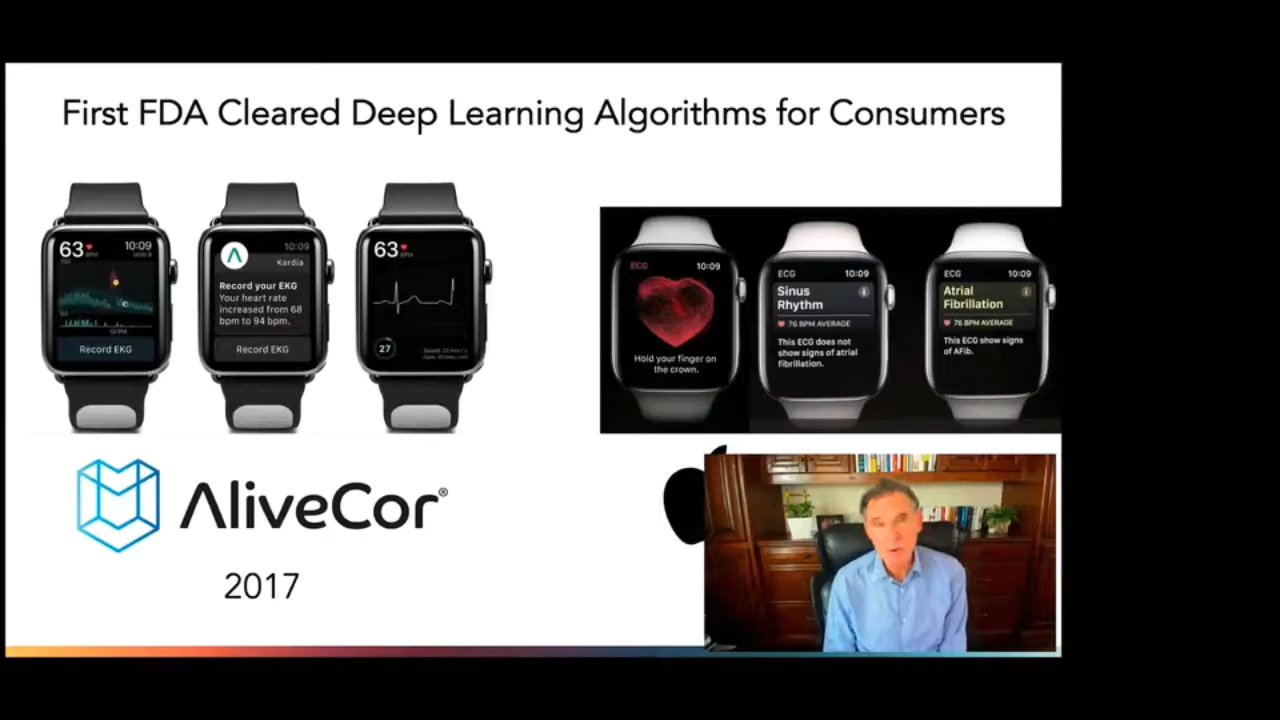 First FDA Cleared Deep Learning Algorithms for Consumers
63 BPM 10:09
Record EKG
10:09
Kardia
Record your EKG
Your heart rate
increased from 68
bpm to 94 bpm.
Record EKG
63 BPM
27
ECG 10:09
Hold your finger on
the crown.
ECG 10:09
Sinus
Rhythm
76 BPM AVERAGE
This ECG does not
show signs of atrial
fibrillation.
ECG 10:09
Atrial
Fibrillation
76 BPM AVERAGE
This ECG show signs
of AFib.
AliveCor®
2017